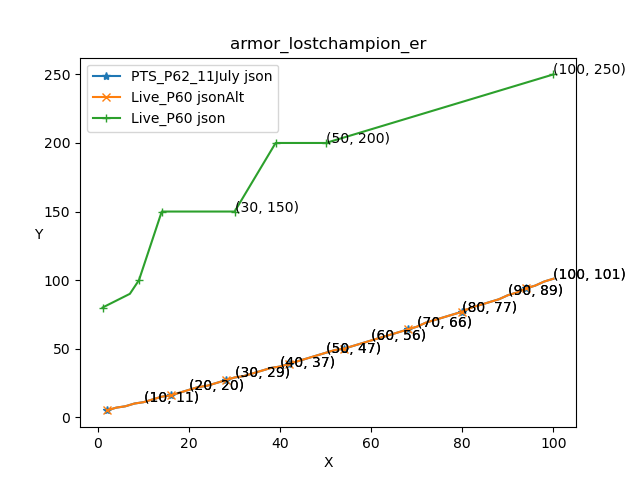 armor_lostchampion_er
PTS_P62_11July json
Live_P60 jsonAlt
Live_P60 json
250
200
150
100
50
0
Y
(100, 250)
(50, 200)
(30, 150)
(100, 101)
(90, 89)
(80, 77)
(70, 66)
(60, 56)
(50, 47)
(40, 37)
(30, 29)
(20, 20)
(10, 11)
0 20 40 60 80 100
X